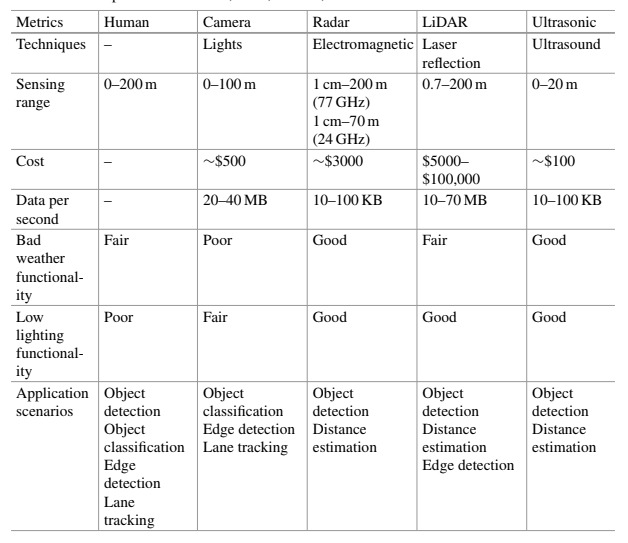 Metrics Human Camera Radar LiDAR Ultrasonic
Techniques – Lights Electromagnetic Laser reflection Ultrasound
Sensing range 0–200 m 0–100 m 1 cm–200 m (77 GHz) 1 cm–70 m (24 GHz) 0.7–200 m 0–20 m
Cost – ~$500 ~$3000 $5000–$100,000 ~$100
Data per second – 20–40 MB 10–100 KB 10–70 MB 10–100 KB
Bad weather functional-ity Fair Poor Good Fair Good
Low lighting functional-ity Poor Fair Good Good Good
Application scenarios Object detection Object classification Edge detection Lane tracking Object classification Edge detection Lane tracking Object detection Distance estimation Object detection Distance estimation Edge detection Object detection Distance estimation